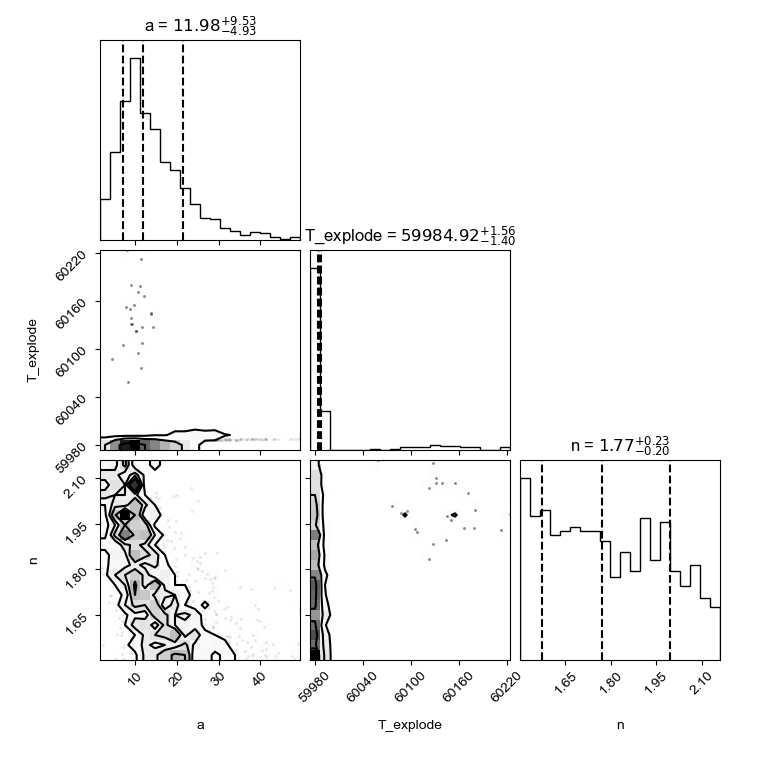 a = 11.98+9.53−4.93
T_explode = 59984.92+1.56−1.40
n = 1.77+0.23−0.20
T_explode
60220
60160
60100
60040
59980
n
2.10
1.95
1.80
1.65
10 20 30 40
59980 60040 60100 60160 60220
1.65 1.80 1.95 2.10
a T_explode n